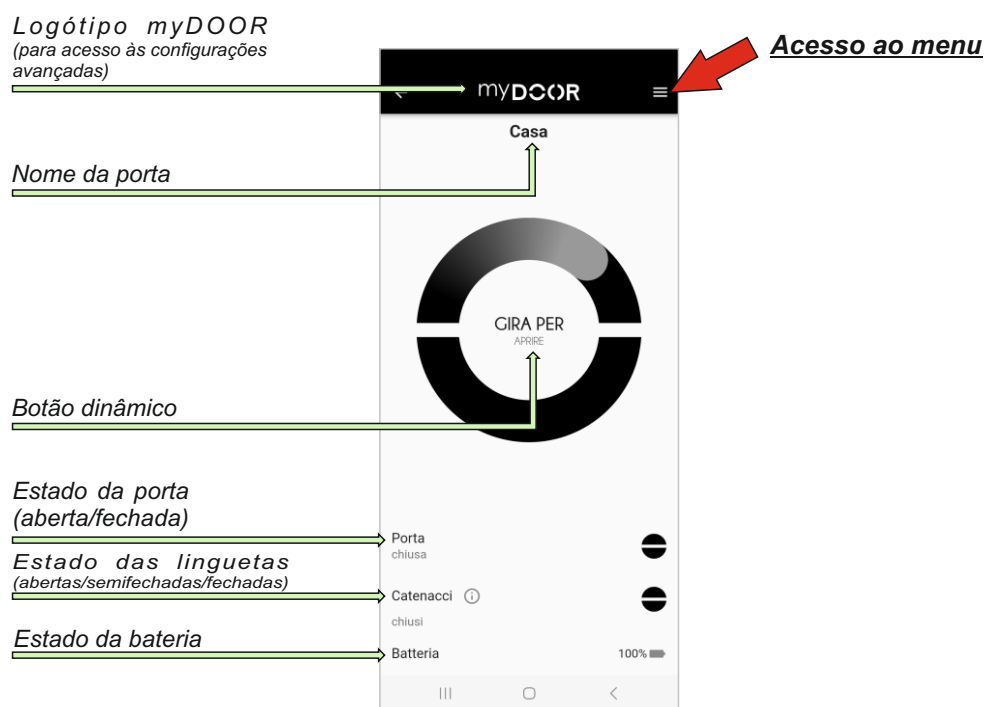 Logótipo myDOOR
(para acesso às configurações
avançadas)
Acesso ao menu
myDOOR
Casa
Nome da porta
GIRA PER
APRIRE
Botão dinâmico
Estado da porta
(aberta/fechada)
Porta
chiusa
Estado das linguetas
(abertas/semifechadas/fechadas)
Catenacci
chiusi
Estado da bateria
Batteria 100%